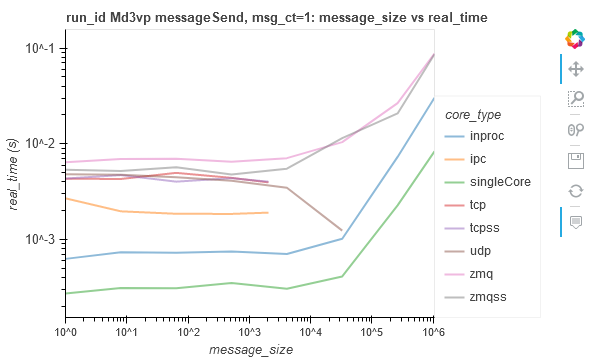 run_id Md3vp messageSend, msg_ct=1: message_size vs real_time
10^-1
10^-2
10^-3
real_time (s)
10^0
10^1
10^2
10^3
10^4
10^5
10^6
message_size
core_type
inproc
ipc
singleCore
tcp
tcpss
udp
zmq
zmqss